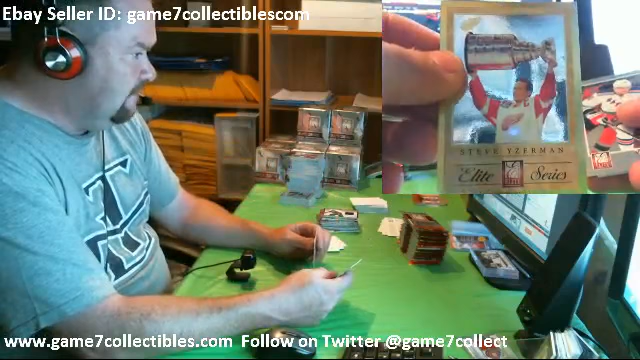 Ebay Seller ID: game7collectiblescom
STEVE YZERMAN
Elite Series
www.game7collectibles.com Follow on Twitter @game7collect